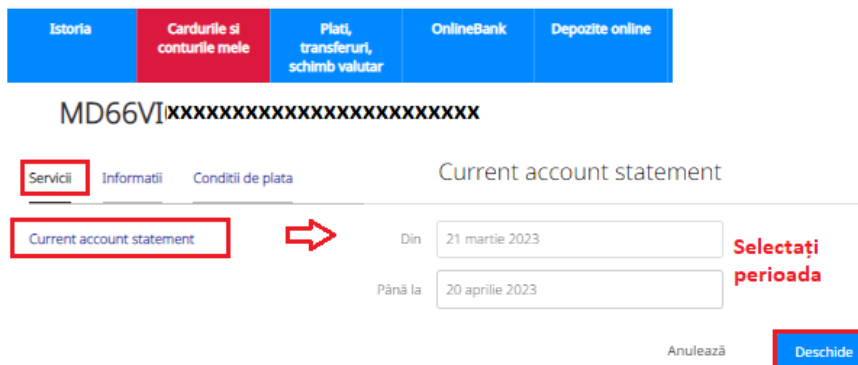 Istoria
Cardurile si
conturile mele
Plati,
transferuri,
schimb valutar
OnlineBank
Depozite online
MD66VIxxxxxxxxxxxxxxxxxxxxxxxx
Servicii
Informatii
Conditii de plata
Current account statement
Current account statement
Din
21 martie 2023
Până la
20 aprilie 2023
Selectați
perioada
Anulează
Deschide